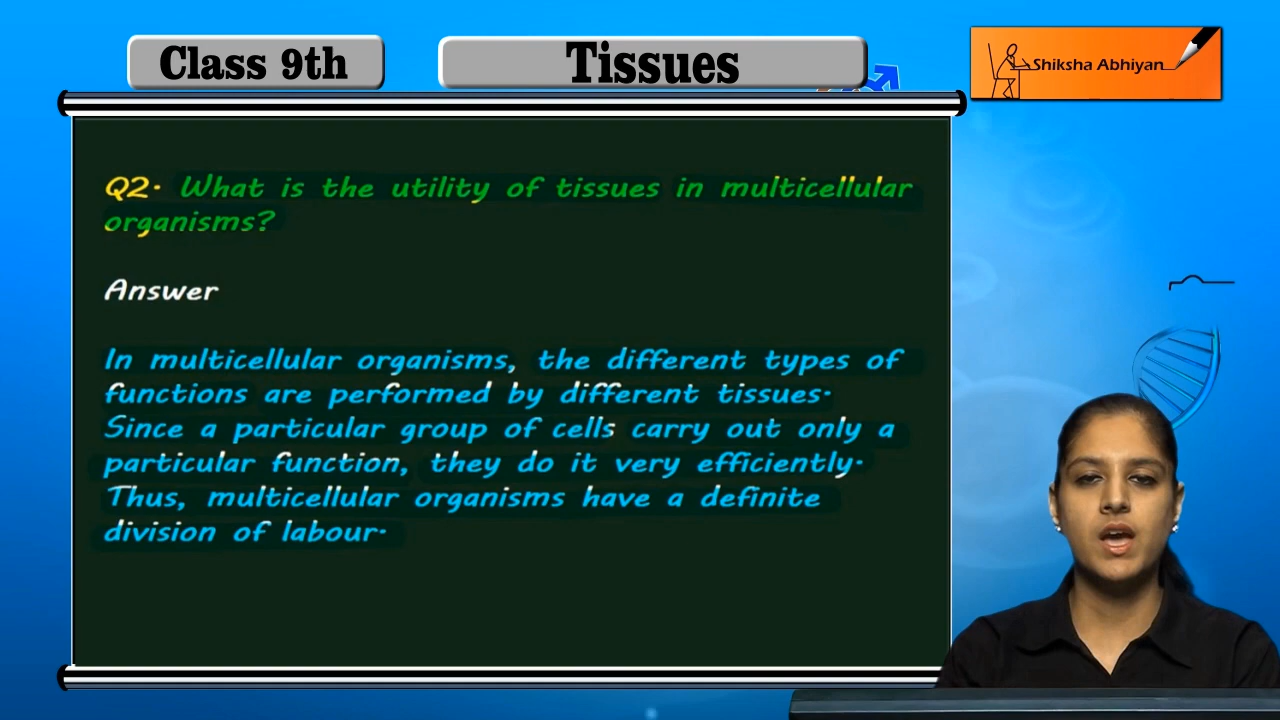 Class 9th
Tissues
Shiksha Abhiyan
Q2. What is the utility of tissues in multicellular
organisms?
Answer
In multicellular organisms, the different types of
functions are performed by different tissues.
Since a particular group of cells carry out only a
particular function, they do it very efficiently.
Thus, multicellular organisms have a definite
division of labour.